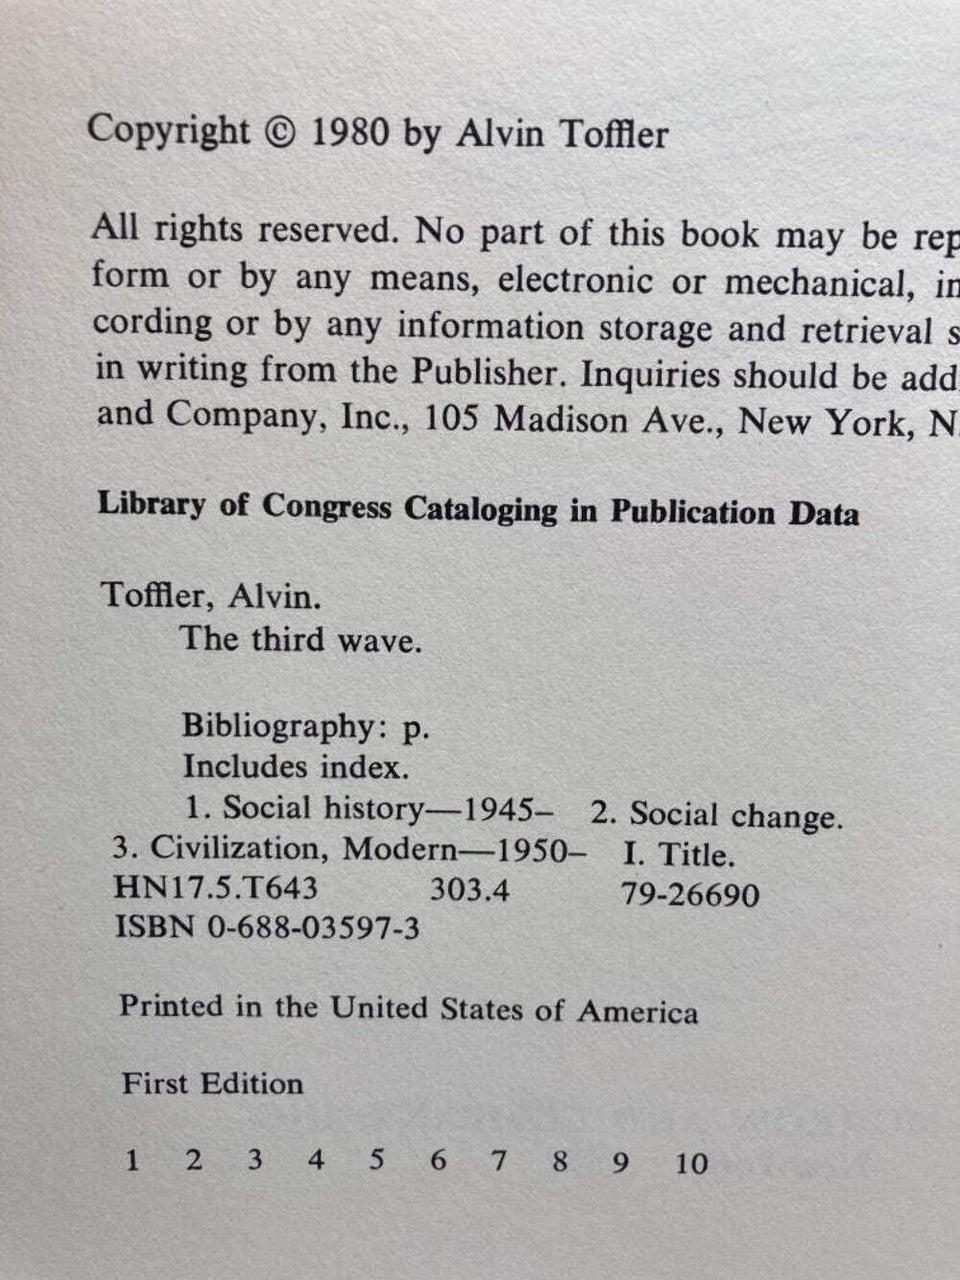 Copyright © 1980 by Alvin Toffler
All rights reserved. No part of this book may be rep
form or by any means, electronic or mechanical, in
cording or by any information storage and retrieval s
in writing from the Publisher. Inquiries should be add
and Company, Inc., 105 Madison Ave., New York, N.
Library of Congress Cataloging in Publication Data
Toffler, Alvin.
The third wave.
Bibliography: p.
Includes index.
1. Social history—1945– 2. Social change.
3. Civilization, Modern—1950– I. Title.
HN17.5.T643 303.4 79-26690
ISBN 0-688-03597-3
Printed in the United States of America
First Edition
1 2 3 4 5 6 7 8 9 10